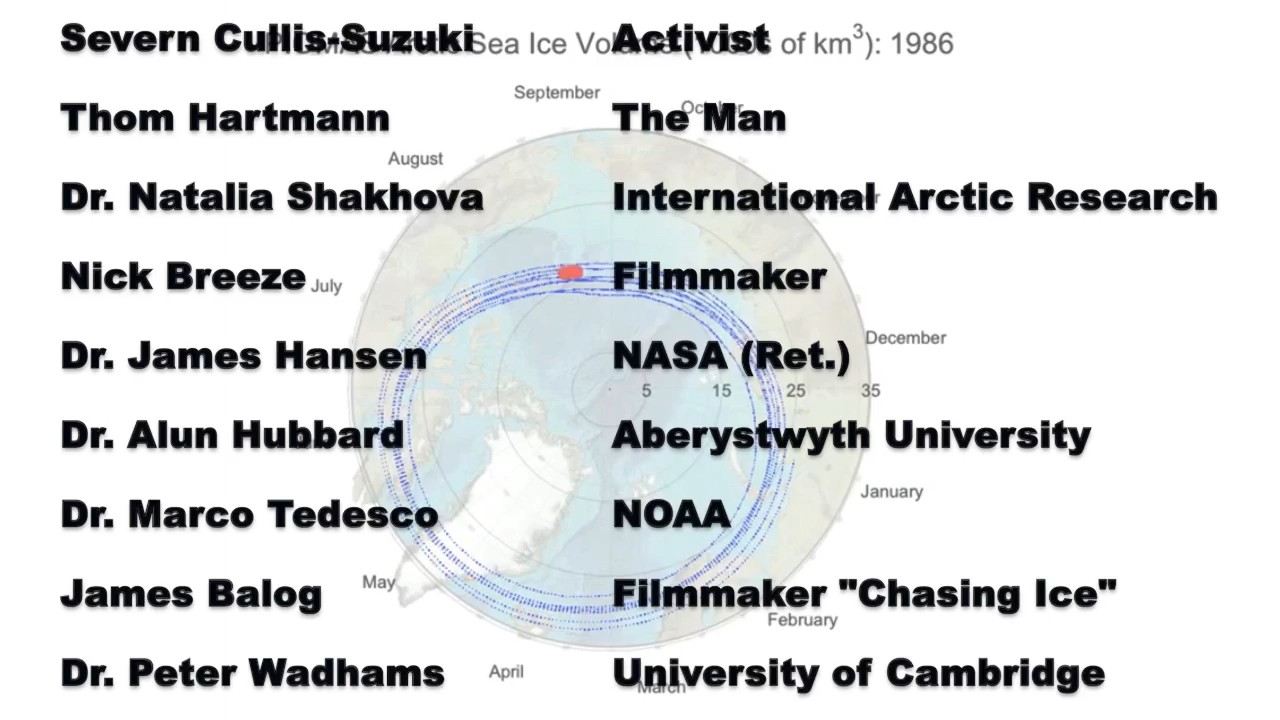 Severn Cullis-Suzuki Activist
Sea Ice Volume of km³): 1986
September
October
Thom Hartmann The Man
August
Dr. Natalia Shakhova International Arctic Research
Nick Breeze Filmmaker
July
December
Dr. James Hansen NASA (Ret.)
5 15 25 35
Dr. Alun Hubbard Aberystwyth University
January
Dr. Marco Tedesco NOAA
May
James Balog Filmmaker "Chasing Ice"
February
Dr. Peter Wadhams University of Cambridge
April
March